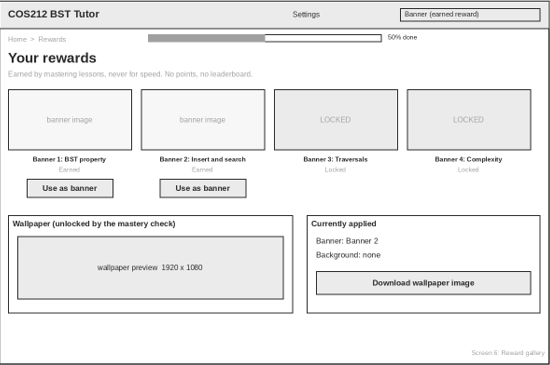 COS212 BST Tutor
Settings
Banner (earned reward)
Home > Rewards
50% done
Your rewards
Earned by mastering lessons, never for speed. No points, no leaderboard.
banner image
banner image
LOCKED
LOCKED
Banner 1: BST property
Banner 2: Insert and search
Banner 3: Traversals
Banner 4: Complexity
Earned
Earned
Locked
Locked
Use as banner
Use as banner
Wallpaper (unlocked by the mastery check)
wallpaper preview 1920 x 1080
Currently applied
Banner: Banner 2
Background: none
Download wallpaper image
Screen 6: Reward gallery